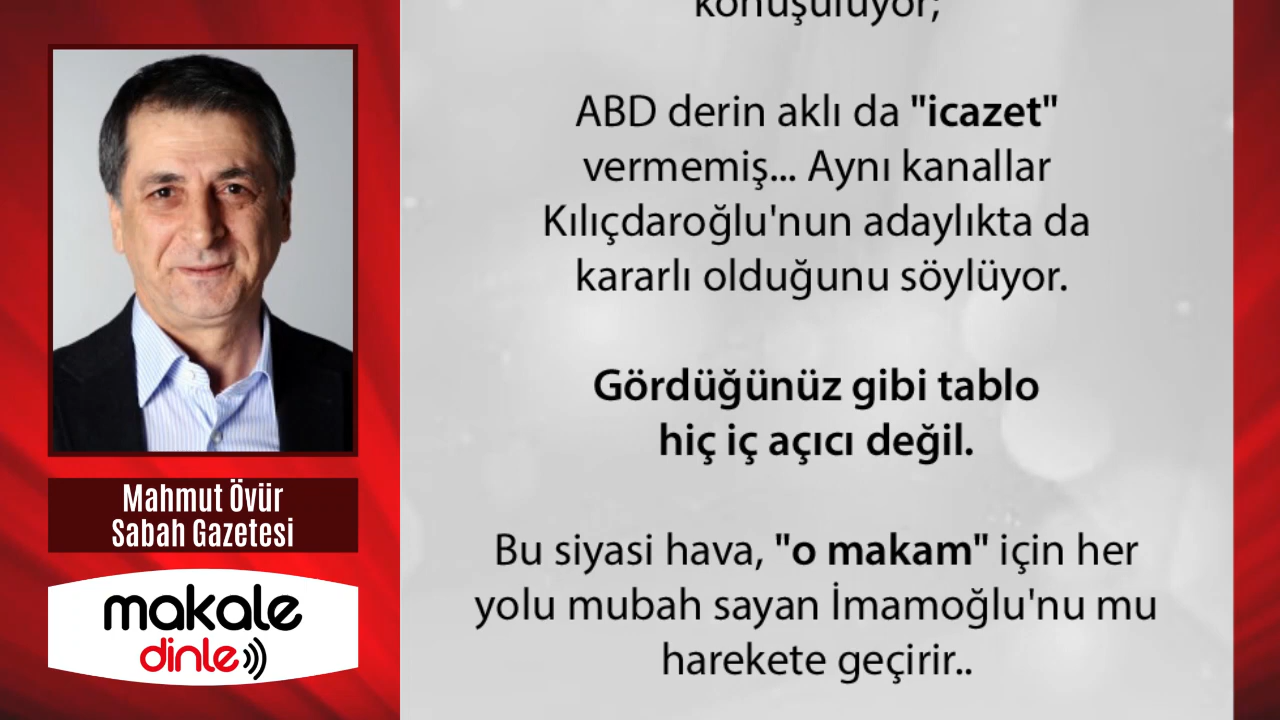 Mahmut Övür
Sabah Gazetesi
makale
dinle
konuşuluyor;
ABD derin aklı da "icazet"
vermemiş... Aynı kanallar
Kılıçdaroğlu'nun adaylıkta da
kararlı olduğunu söylüyor.
Gördüğünüz gibi tablo
hiç iç açıcı değil.
Bu siyasi hava, "o makam" için her
yolu mubah sayan İmamoğlu'nu mu
harekete geçirir..